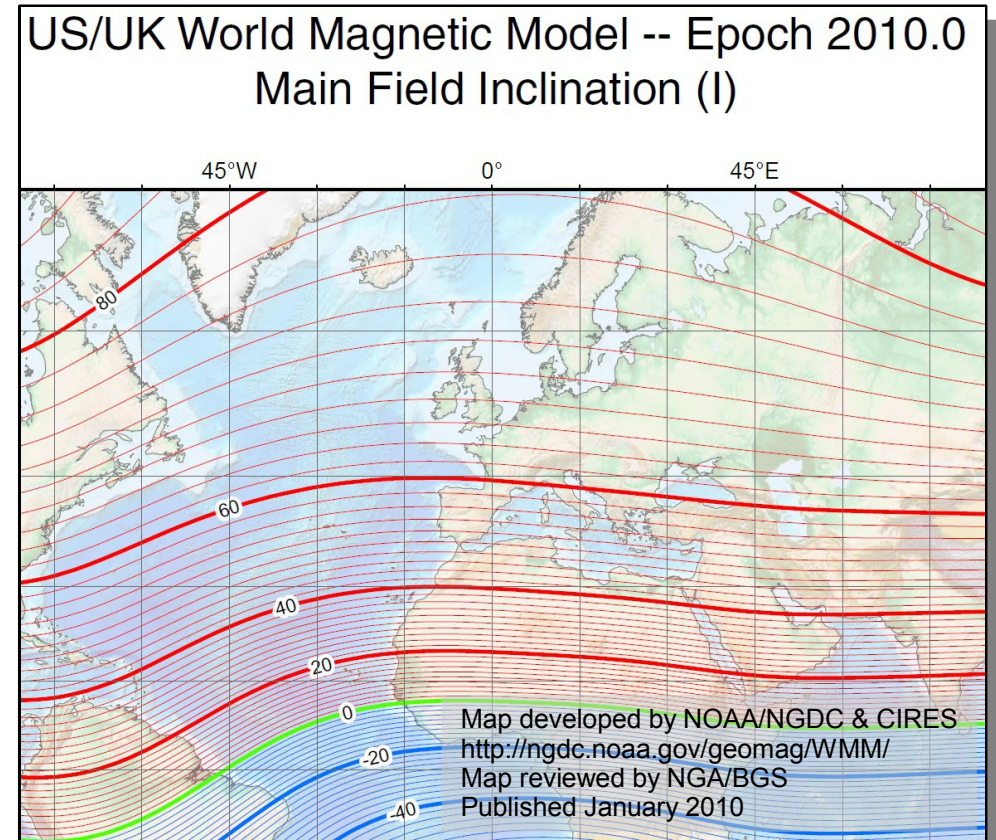 US/UK World Magnetic Model -- Epoch 2010.0
Main Field Inclination (I)
45°W 0° 45°E
80
60
40
20
0
-20
-40
Map developed by NOAA/NGDC & CIRES
http://ngdc.noaa.gov/geomag/WMM/
Map reviewed by NGA/BGS
Published January 2010